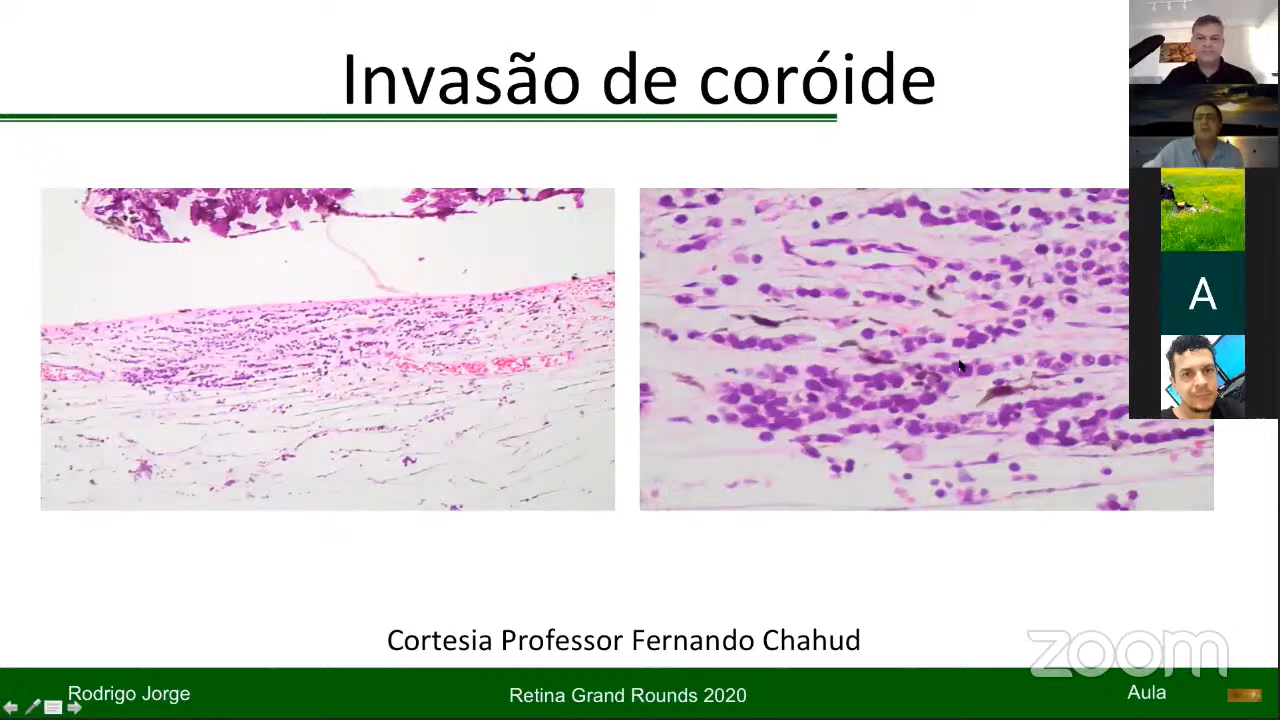 Invasão de coróide
A
Cortesia Professor Fernando Chahud
zoom
Rodrigo Jorge
Retina Grand Rounds 2020
Aula